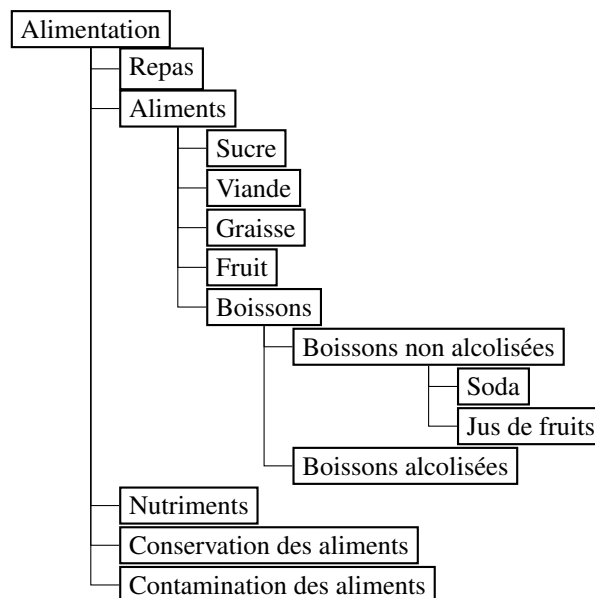 Alimentation
Repas
Aliments
Sucre
Viande
Graisse
Fruit
Boissons
Boissons non alcolisées
Soda
Jus de fruits
Boissons alcolisées
Nutriments
Conservation des aliments
Contamination des aliments